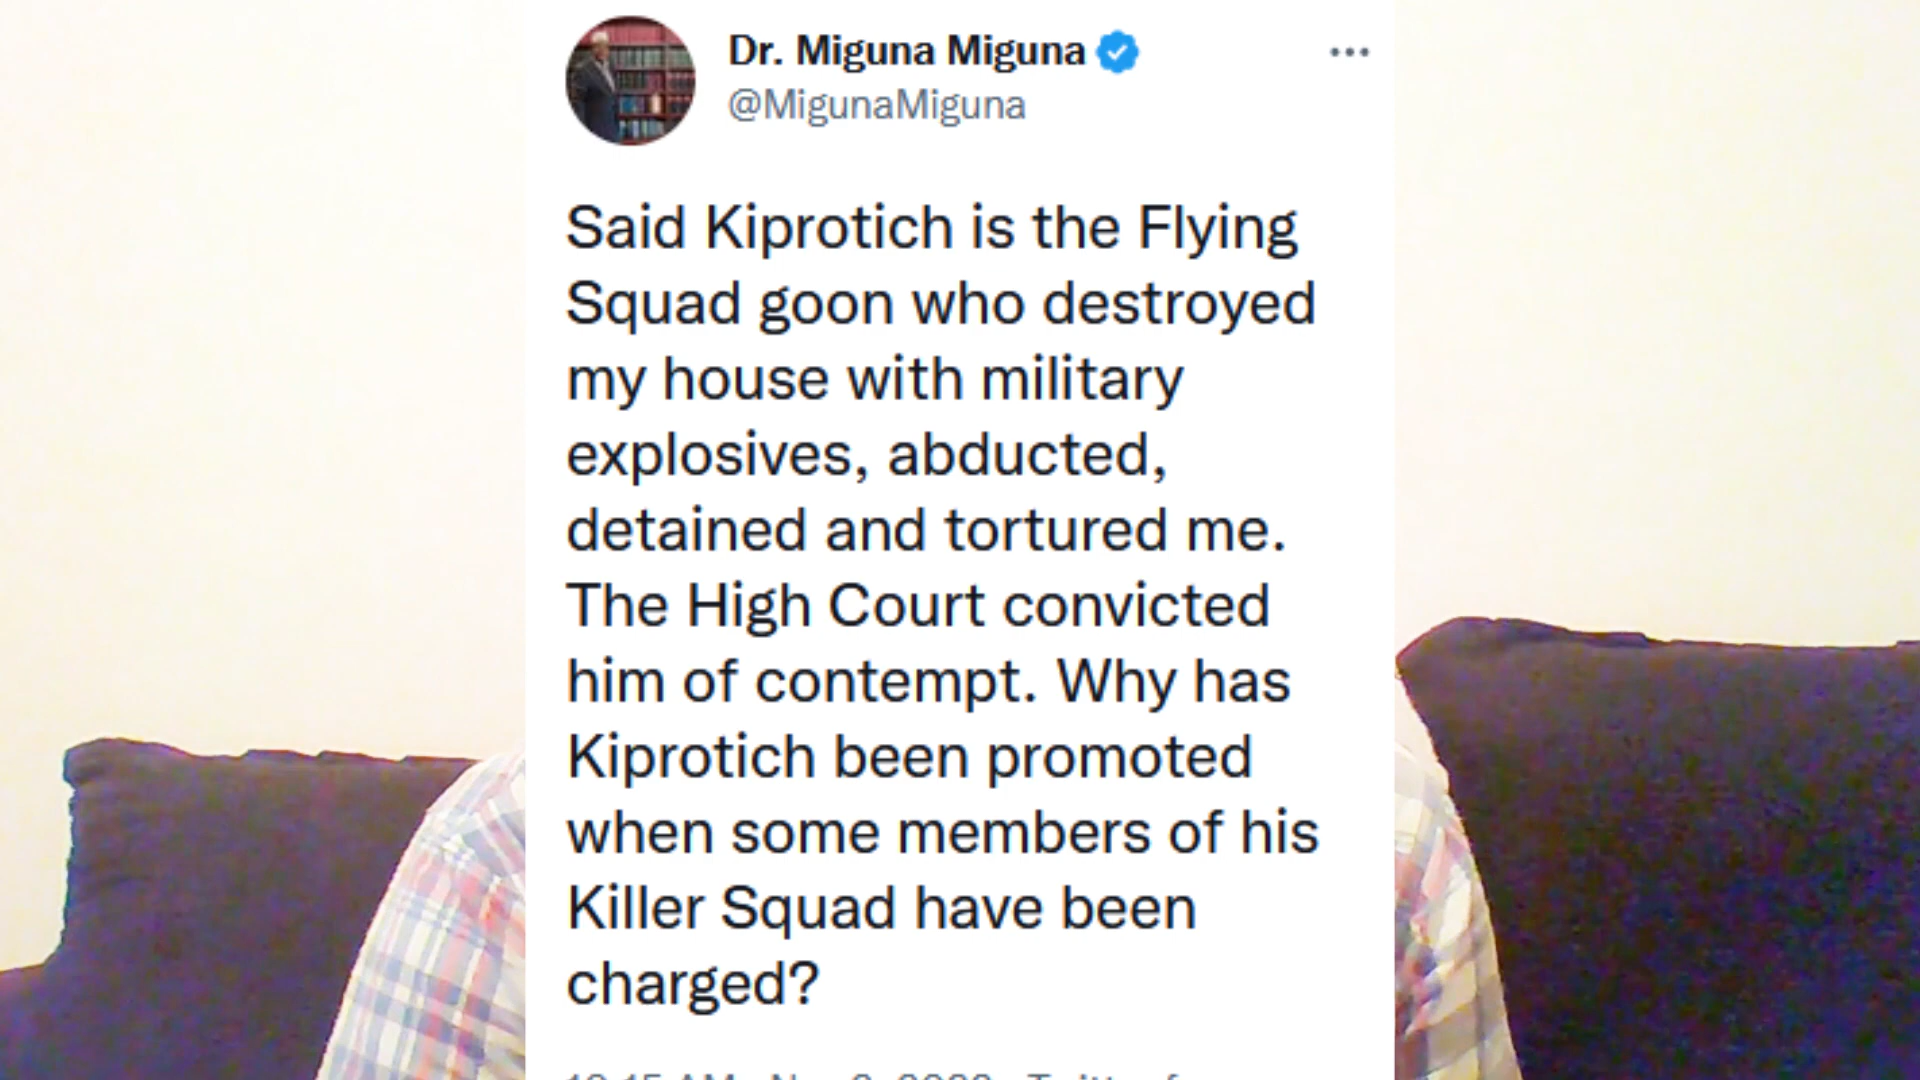 Dr. Miguna Miguna
@MigunaMiguna
Said Kiprotich is the Flying
Squad goon who destroyed
my house with military
explosives, abducted,
detained and tortured me.
The High Court convicted
him of contempt. Why has
Kiprotich been promoted
when some members of his
Killer Squad have been
charged?